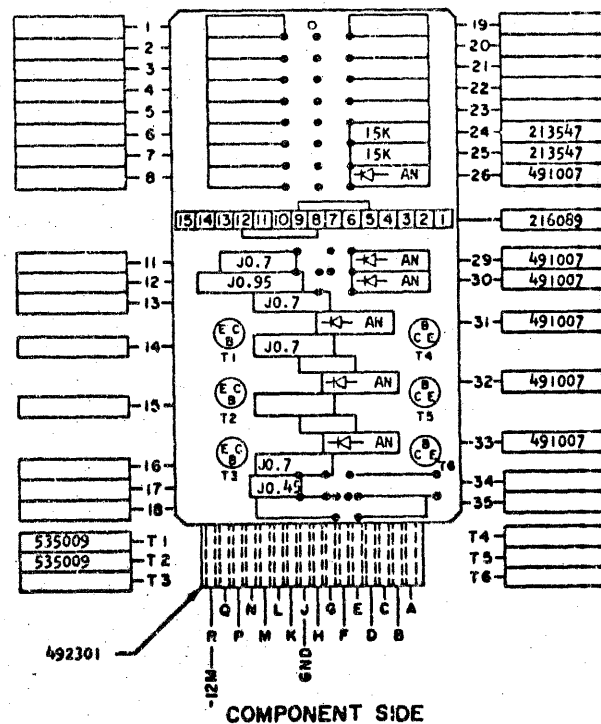 1 19
2 20
3 21
4 22
5 23
6 15K 24 213547
7 15K 25 213547
8 AN 26 491007
15 14 13 12 11 10 9 8 7 6 5 4 3 2 1 216089
11 J0.7 AN 29 491007
12 J0.95 AN 30 491007
13 J0.7
AN 31 491007
E C B B C E
T1 T4
14 J0.7
AN 32 491007
E C B B C E
T2 T5
15
AN 33 491007
E C B B C E
T3 T6
16 J0.7
17 J0.45 34
18 35
535009 T1 T4
535009 T2 T5
T3 T6
Q N L J G E C A
R P M K H F D B
492301
-12M GND
COMPONENT SIDE